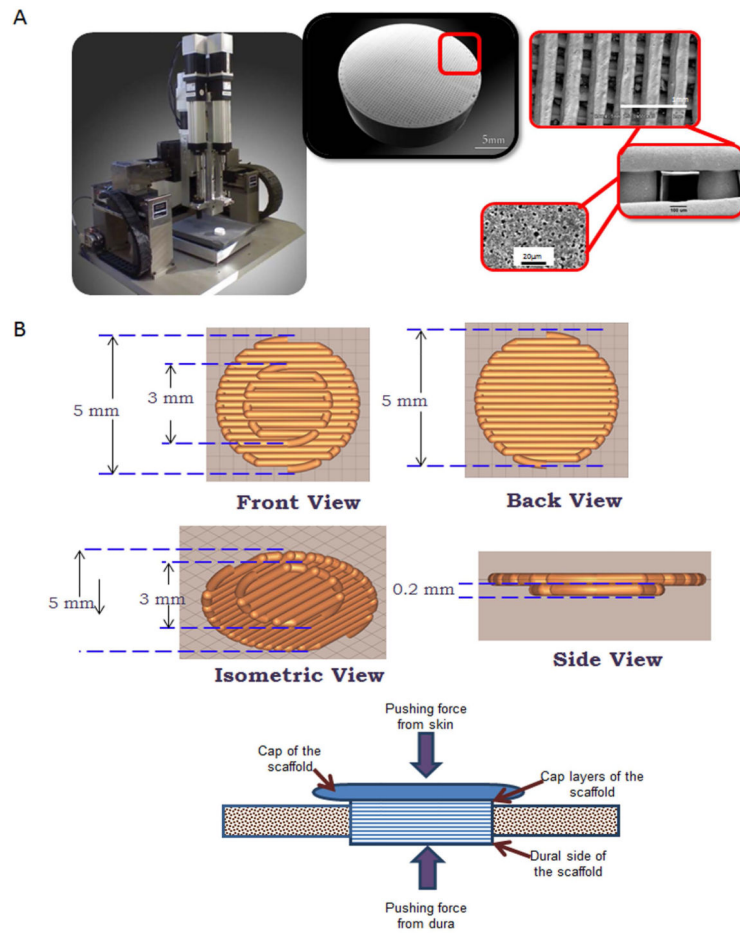 A
5mm
100 um
20µm
B
5 mm
3 mm
5 mm
Front View
Back View
5 mm
3 mm
0.2 mm
Isometric View
Side View
Pushing force
from skin
Cap of the
scaffold
Cap layers of the
scaffold
Dural side of
the scaffold
Pushing force
from dura